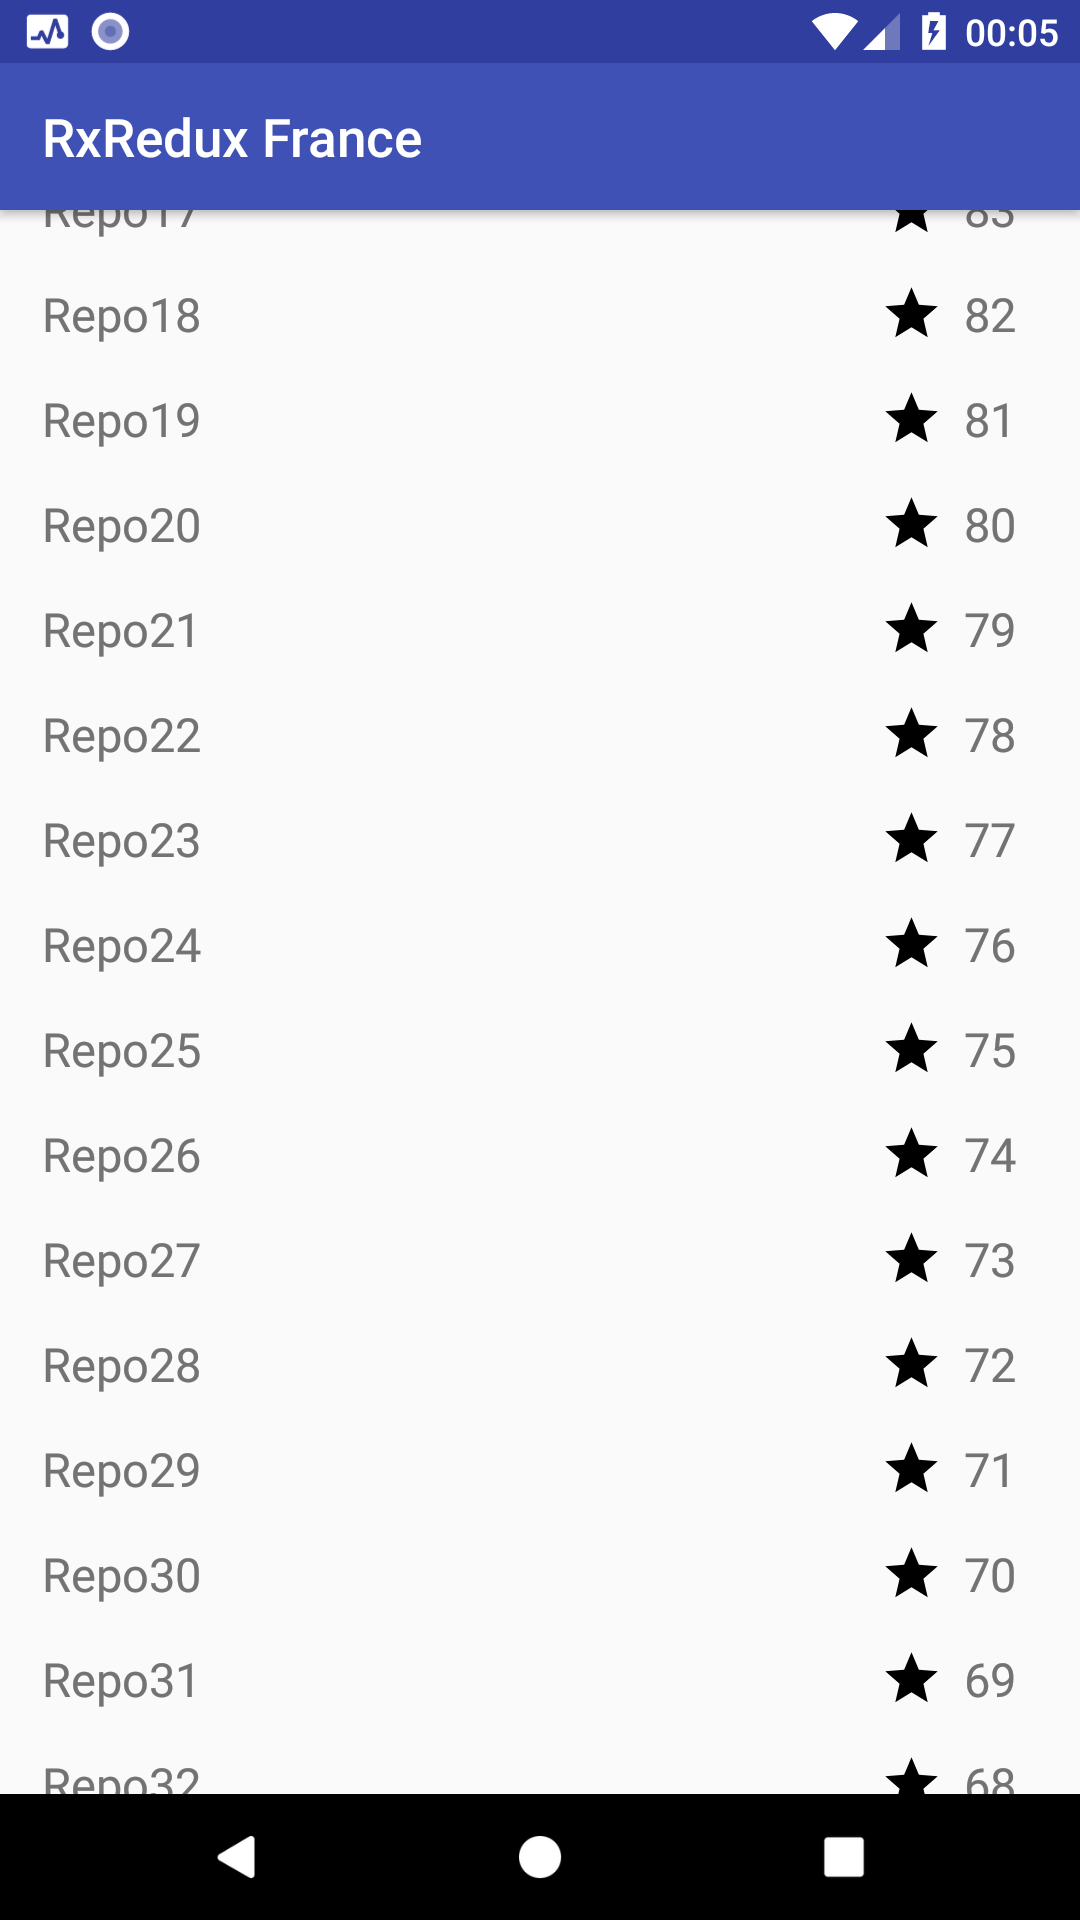 00:05
RxRedux France
Repo17 83
Repo18 82
Repo19 81
Repo20 80
Repo21 79
Repo22 78
Repo23 77
Repo24 76
Repo25 75
Repo26 74
Repo27 73
Repo28 72
Repo29 71
Repo30 70
Repo31 69
Repo32 68